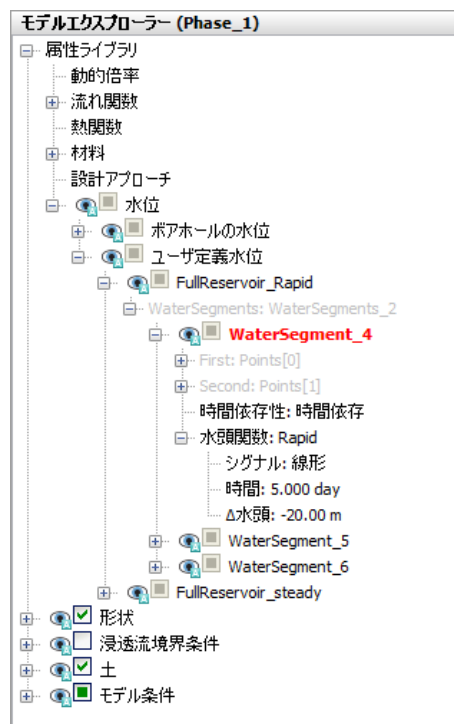 モデルエクスプローラー (Phase_1)
属性ライブラリ
動的倍率
流れ関数
熱関数
材料
設計アプローチ
水位
ボアホールの水位
ユーザ定義水位
FullReservoir_Rapid
WaterSegments: WaterSegments_2
WaterSegment_4
First: Points[0]
Second: Points[1]
時間依存性: 時間依存
水頭関数: Rapid
シグナル: 線形
時間: 5.000 day
Δ水頭: -20.00 m
WaterSegment_5
WaterSegment_6
FullReservoir_steady
形状
浸透流境界条件
土
モデル条件